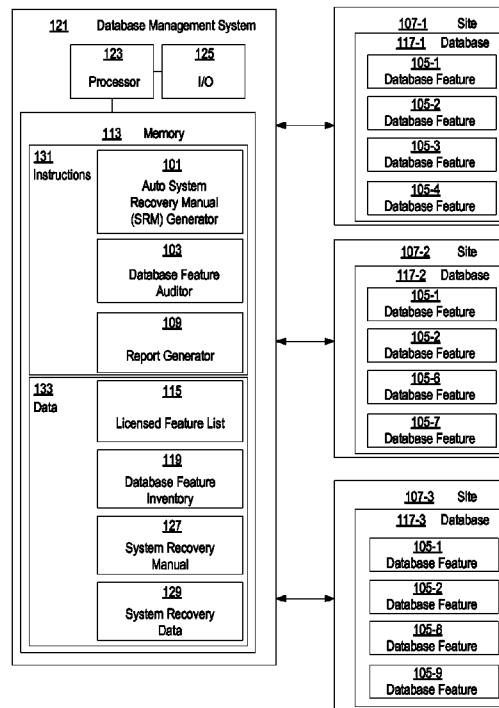 121 Database Management System
123
Processor
125
I/O
113 Memory
131
Instructions
101
Auto System
Recovery Manual
(SRM) Generator
103
Database Feature
Auditor
109
Report Generator
133
Data
115
Licensed Feature List
119
Database Feature
Inventory
127
System Recovery
Manual
129
System Recovery
Data
107-1 Site
117-1 Database
105-1
Database Feature
105-2
Database Feature
105-3
Database Feature
105-4
Database Feature
107-2 Site
117-2 Database
105-1
Database Feature
105-2
Database Feature
105-6
Database Feature
105-7
Database Feature
107-3 Site
117-3 Database
105-1
Database Feature
105-2
Database Feature
105-8
Database Feature
105-9
Database Feature